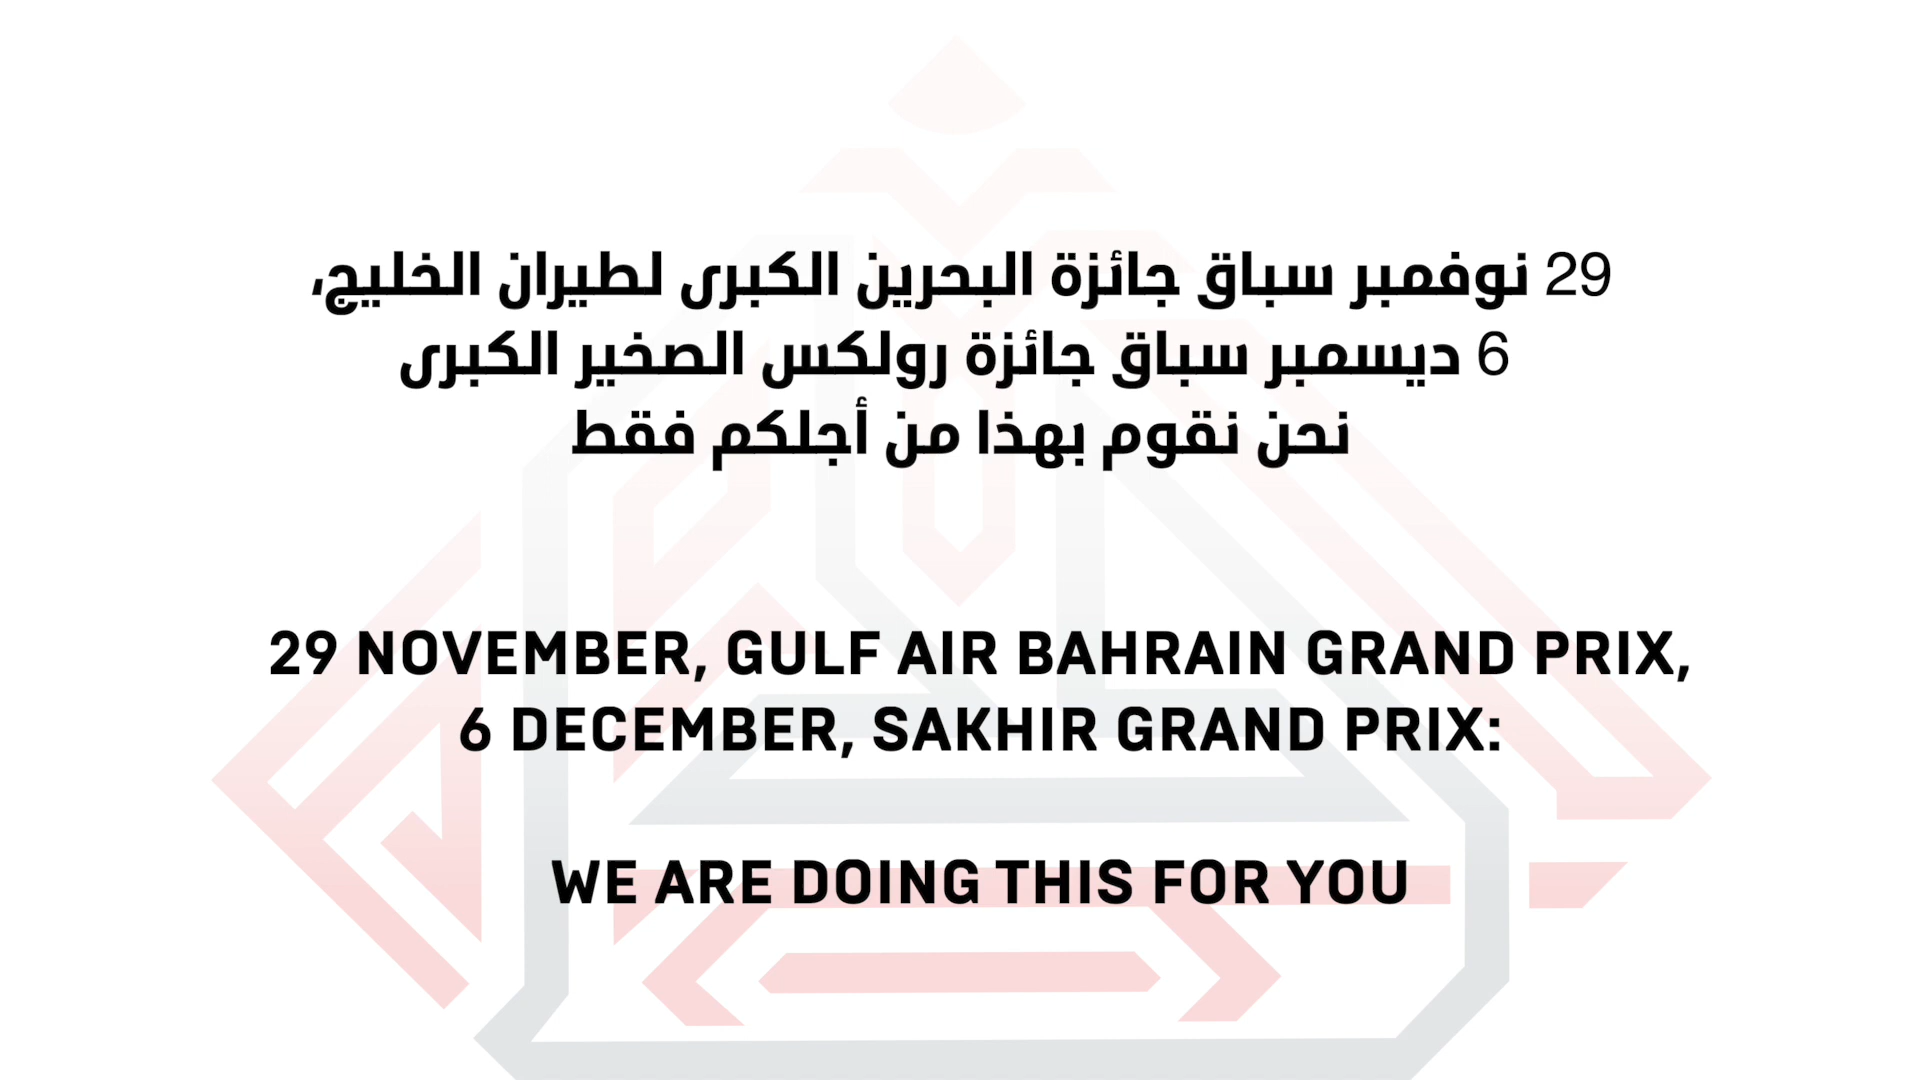 29 نوفمبر سباق جائزة البحرين الكبرى لطيران الخليج،
6 ديسمبر سباق جائزة رولكس الصخير الكبرى
نحن نقوم بهذا من أجلكم فقط
29 NOVEMBER, GULF AIR BAHRAIN GRAND PRIX,
6 DECEMBER, SAKHIR GRAND PRIX:
WE ARE DOING THIS FOR YOU